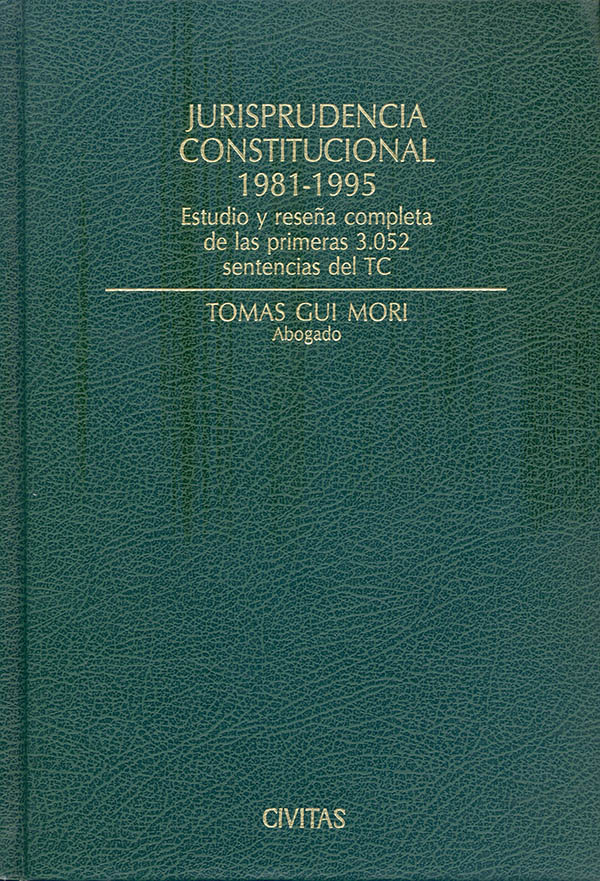 JURISPRUDENCIA
CONSTITUCIONAL
1981-1995
Estudio y reseña completa
de las primeras 3.052
sentencias del TC
TOMAS GUI MORI
Abogado
CIVITAS